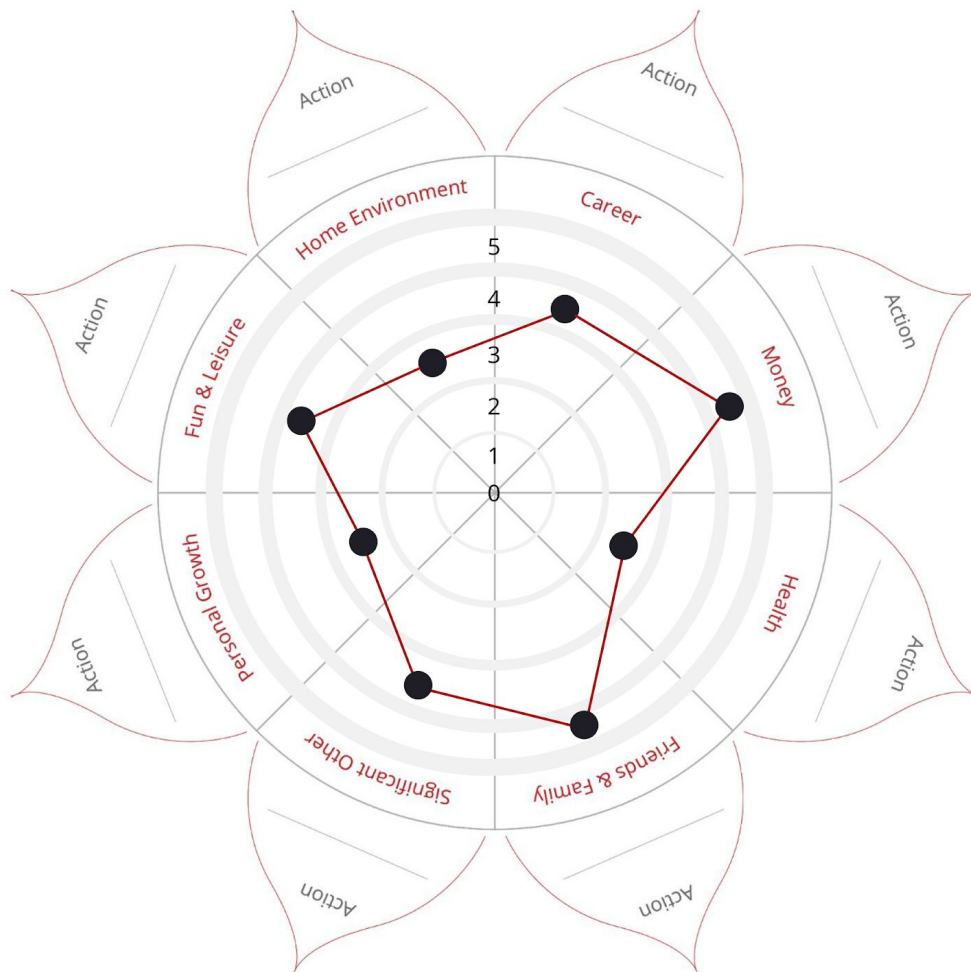 Action
Action
Home Environment
Career
5
Action
4
Action
Fun & Leisure
3
Money
2
1
0
Personal Growth
Health
Action
Action
Significant Other
Friends & Family
Action
Action